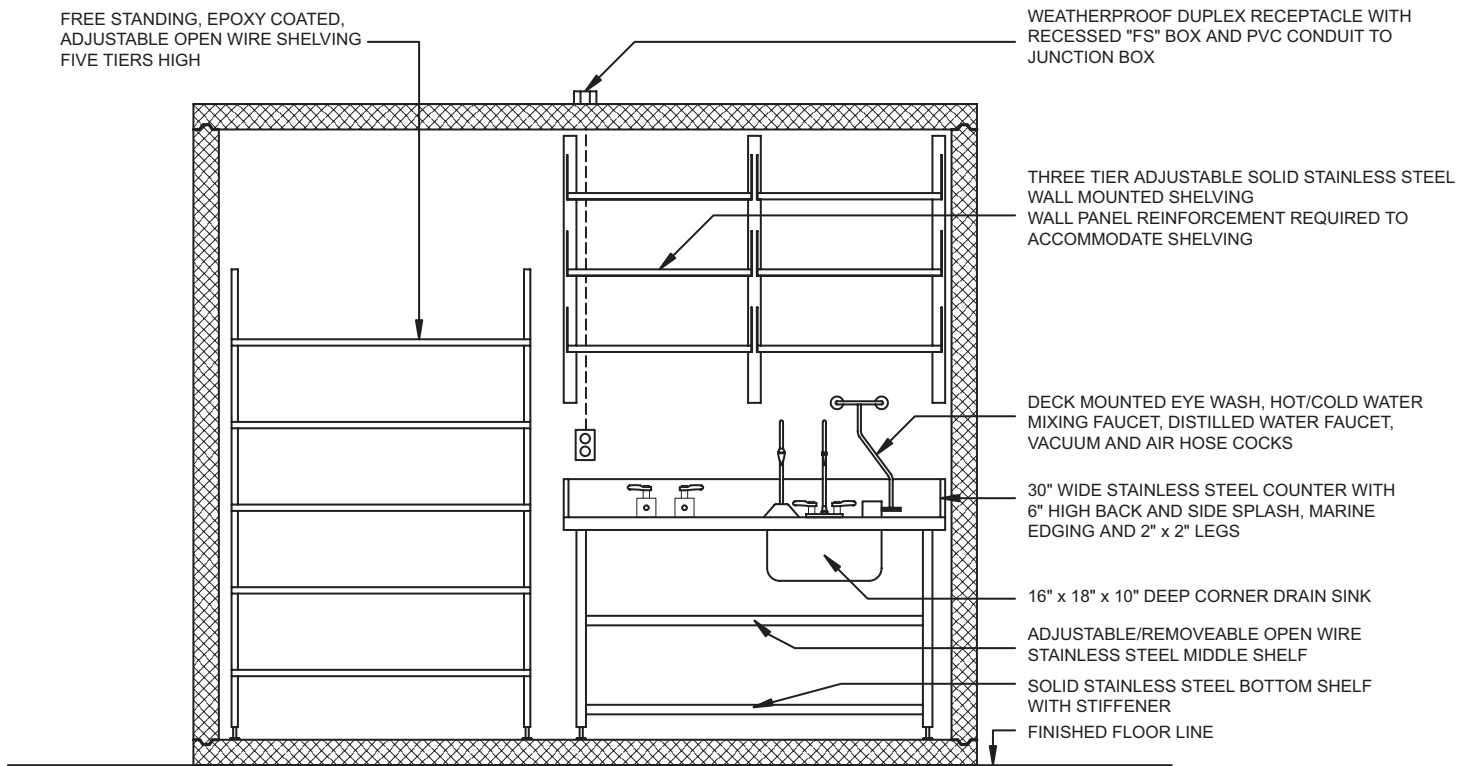 FREE STANDING, EPOXY COATED,
ADJUSTABLE OPEN WIRE SHELVING
FIVE TIERS HIGH
WEATHERPROOF DUPLEX RECEPTACLE WITH
RECESSED "FS" BOX AND PVC CONDUIT TO
JUNCTION BOX
THREE TIER ADJUSTABLE SOLID STAINLESS STEEL
WALL MOUNTED SHELVING
WALL PANEL REINFORCEMENT REQUIRED TO
ACCOMMODATE SHELVING
DECK MOUNTED EYE WASH, HOT/COLD WATER
MIXING FAUCET, DISTILLED WATER FAUCET,
VACUUM AND AIR HOSE COCKS
30" WIDE STAINLESS STEEL COUNTER WITH
6" HIGH BACK AND SIDE SPLASH, MARINE
EDGING AND 2" x 2" LEGS
16" x 18" x 10" DEEP CORNER DRAIN SINK
ADJUSTABLE/REMOVEABLE OPEN WIRE
STAINLESS STEEL MIDDLE SHELF
SOLID STAINLESS STEEL BOTTOM SHELF
WITH STIFFENER
FINISHED FLOOR LINE